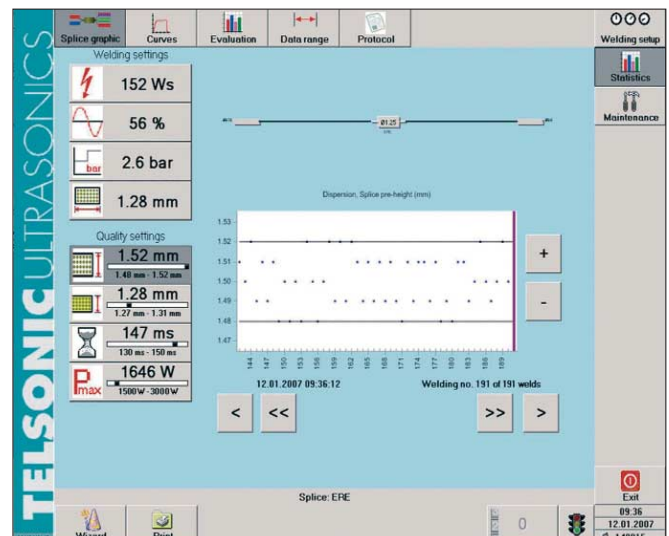 TELSONIC ULTRASONICS
Splice graphic
Curves
Evaluation
Data range
Protocol
Welding setup
Statistics
Maintenance
Welding settings
152 Ws
56 %
bar
2.6 bar
1.28 mm
Quality settings
1.52 mm
1.48 mm - 1.52 mm
1.28 mm
1.27 mm - 1.31 mm
147 ms
130 ms - 150 ms
Pmax
1646 W
1500W - 3000W
Ø1.25
Dispersion, Splice pre-height (mm)
1.53
1.52
1.51
1.50
1.49
1.48
1.47
144 147 150 153 156 159 162 165 168 171 174 177 180 183 186 189
12.01.2007 09:36:12
Welding no. 191 of 191 welds
+
-
<
<<
>>
>
Splice: ERE
Wizard
Print
0
Exit
09:36
12.01.2007